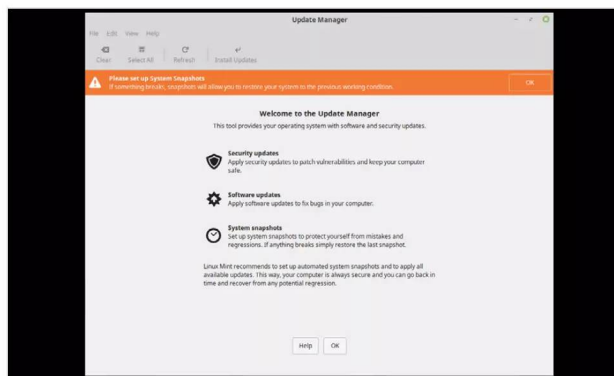 Update Manager
File Edit View Help
Clear Select All Refresh Install Updates
Please set up System Snapshots
If something breaks, snapshots will allow you to restore your system to the previous working condition.
OK
Welcome to the Update Manager
This tool provides your operating system with software and security updates.
Security updates
Apply security updates to patch vulnerabilities and keep your computer
safe.
Software updates
Apply software updates to fix bugs in your computer.
System snapshots
Set up system snapshots to protect yourself from mistakes and
regressions. If anything breaks simply restore the last snapshot.
Linux Mint recommends to set up automated system snapshots and to apply all
available updates. This way, your computer is always secure and you can go back in
time and recover from any potential regression.
Help OK